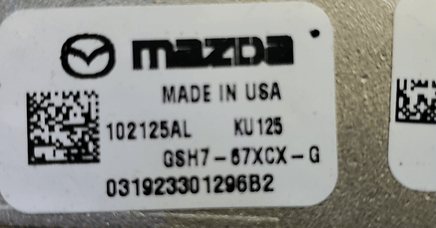 mazda
MADE IN USA
102125AL KU125
GSH7-67XCX-G
031923301296B2